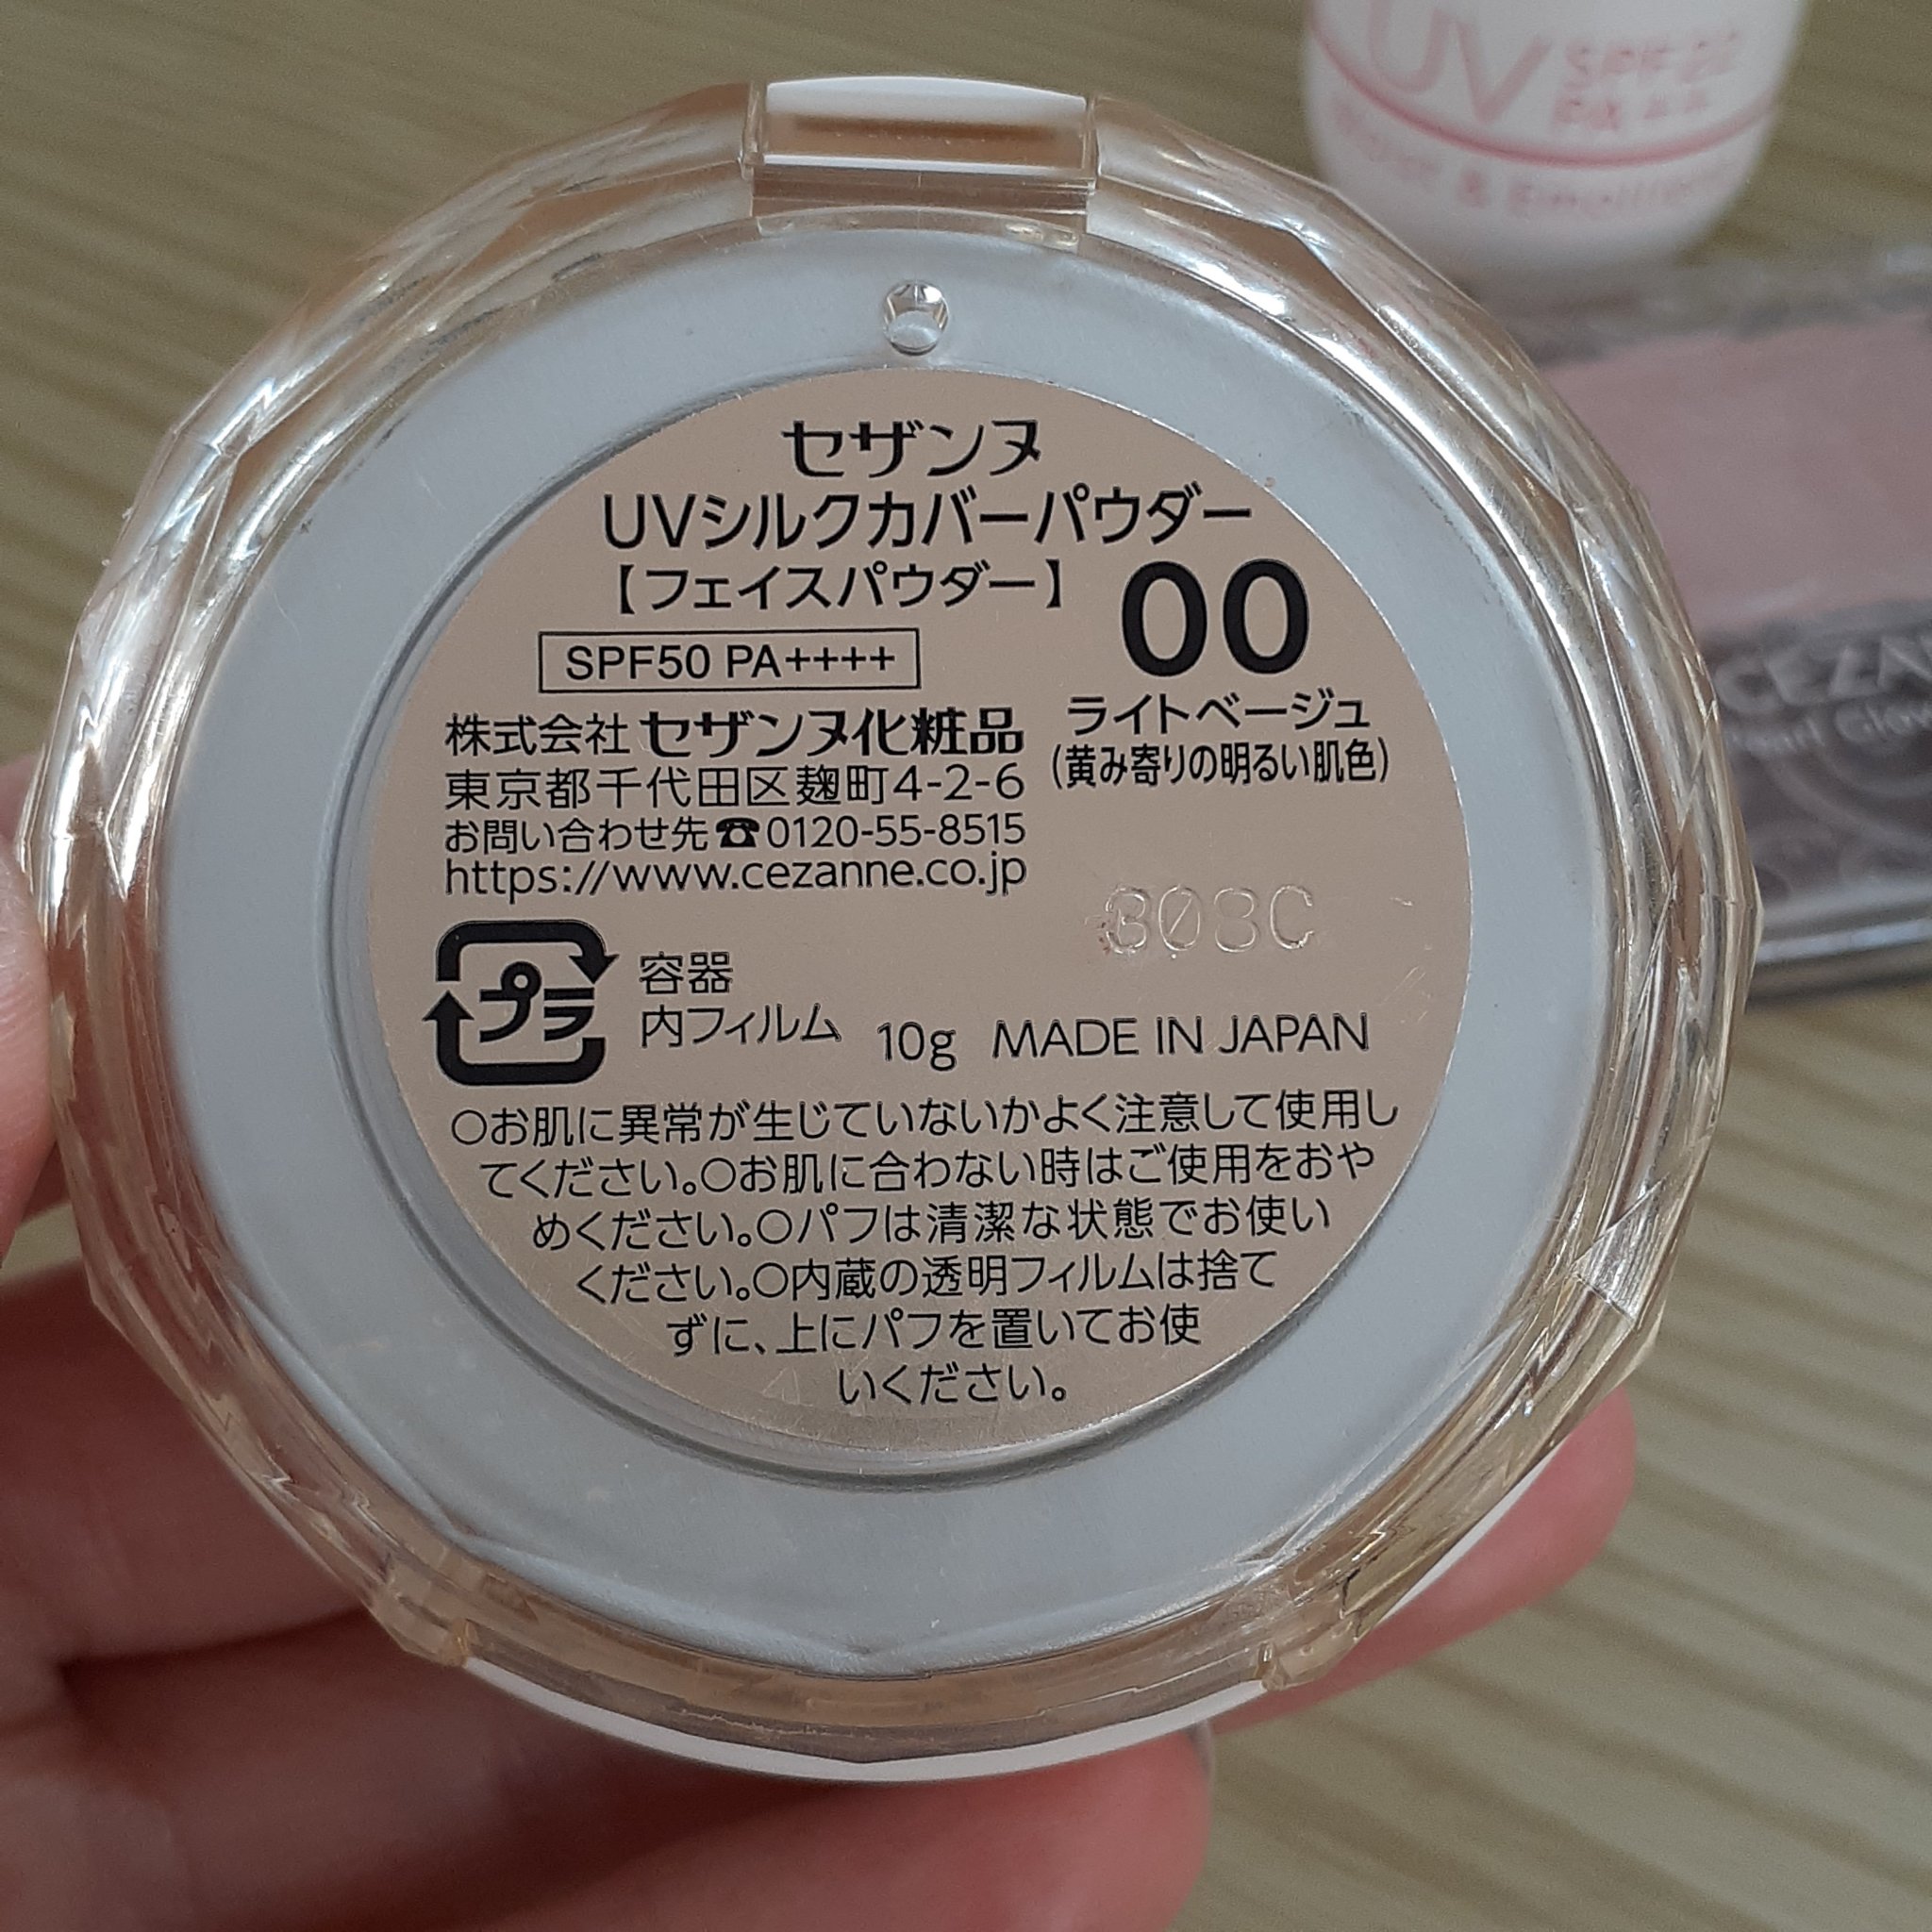 UV SPF 22
PA++
& Emollient
CEZAN
Pearl Glow
セザンヌ
UVシルクカバーパウダー
【フェイスパウダー】
00
SPF50 PA++++
ライトベージュ
(黄み寄りの明るい肌色)
株式会社 セザンヌ化粧品
東京都千代田区麹町4-2-6
お問い合わせ先☎0120-55-8515
https://www.cezanne.co.jp
303C
プラ
容器
内フィルム
10g MADE IN JAPAN
○お肌に異常が生じていないかよく注意して使用し
てください。○お肌に合わない時はご使用をおや
めください。○パフは清潔な状態でお使い
ください。○内蔵の透明フィルムは捨て
ずに、上にパフを置いてお使
いください。